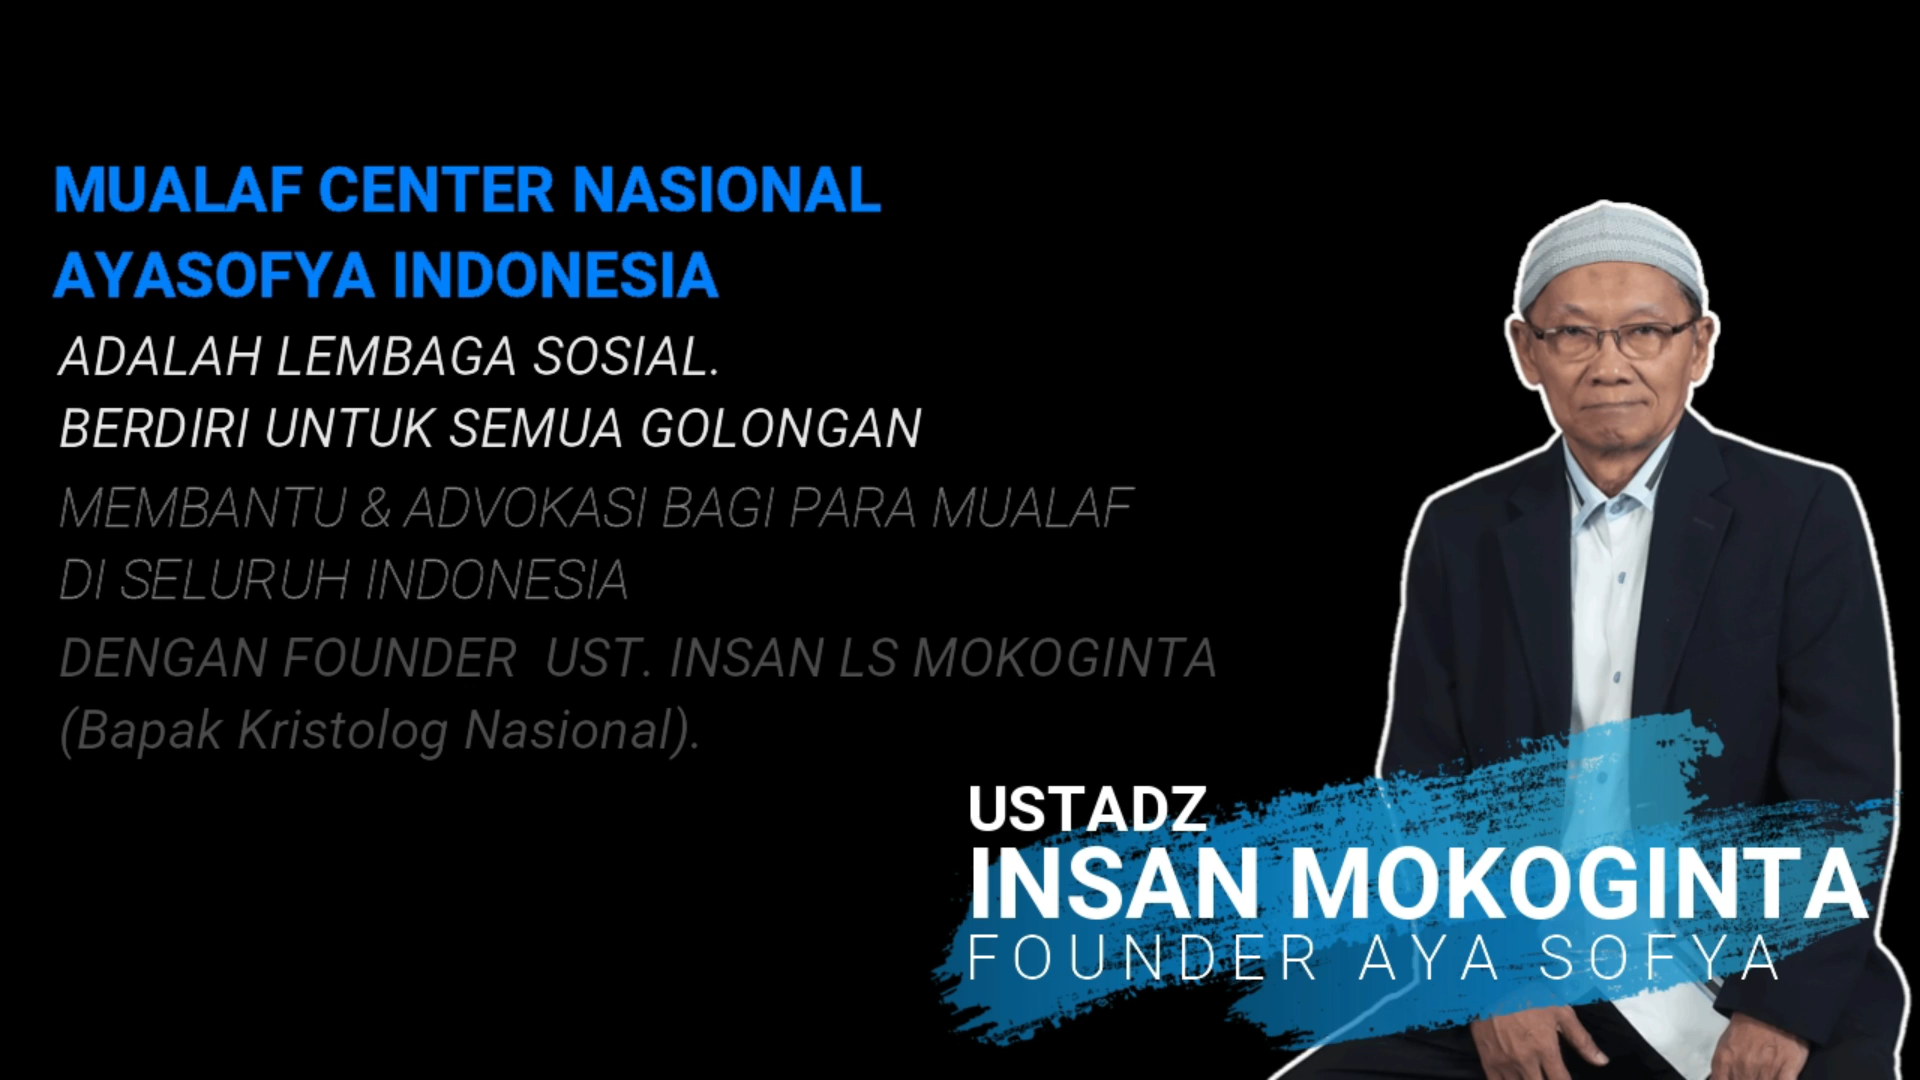 MUALAF CENTER NASIONAL
AYASOFYA INDONESIA
ADALAH LEMBAGA SOSIAL.
BERDIRI UNTUK SEMUA GOLONGAN
MEMBANTU & ADVOKASI BAGI PARA MUALAF
DI SELURUH INDONESIA
DENGAN FOUNDER  UST. INSAN LS MOKOGINTA
(Bapak Kristolog Nasional).
USTADZ
INSAN MOKOGINTA
FOUNDER AYA SOFYA